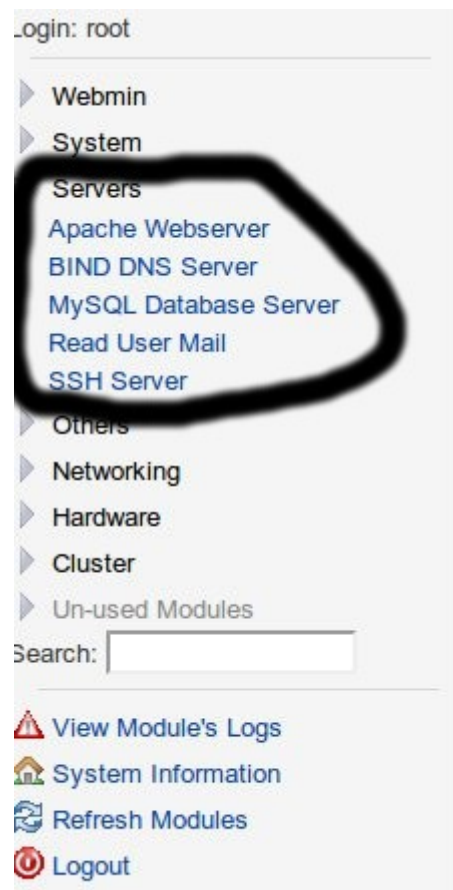 Login: root
Webmin
System
Servers
Apache Webserver
BIND DNS Server
MySQL Database Server
Read User Mail
SSH Server
Others
Networking
Hardware
Cluster
Un-used Modules
Search:
View Module's Logs
System Information
Refresh Modules
Logout